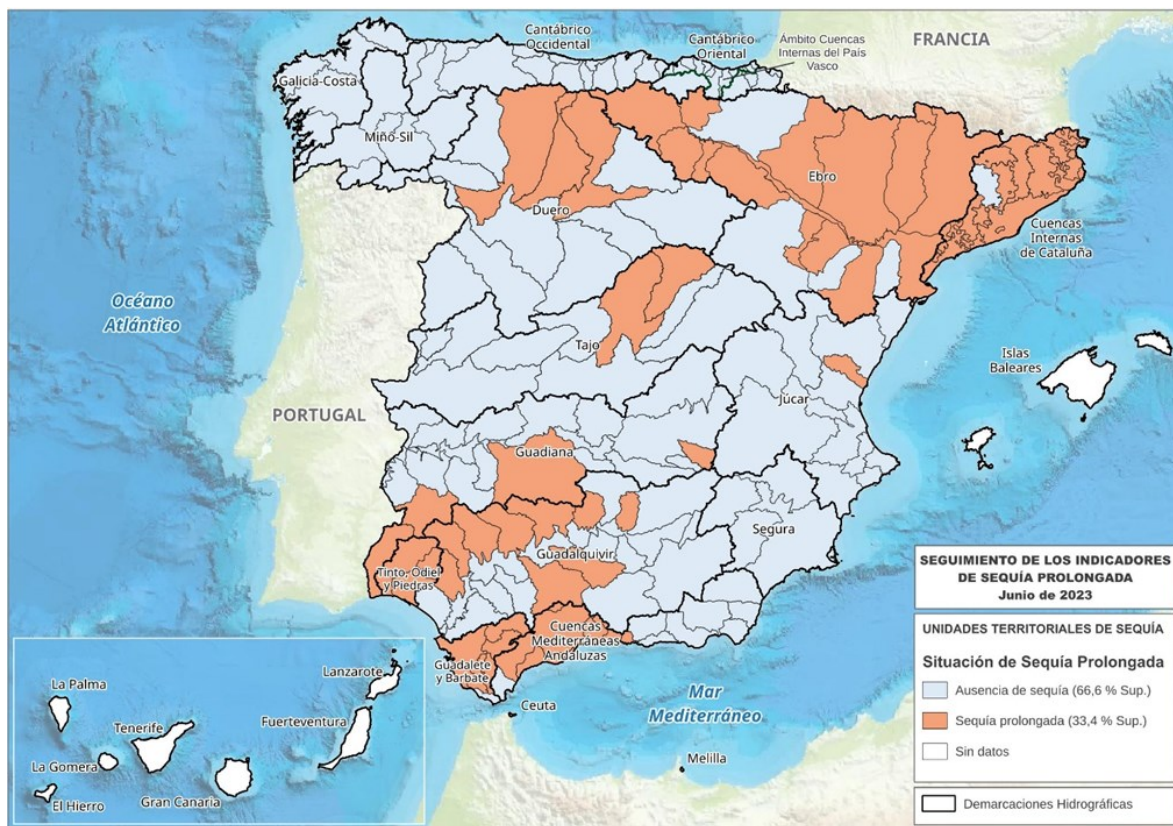 Cantábrico
Occidental
Cantábrico
Oriental
Ámbito Cuencas
Internas del País
Vasco
FRANCIA
Galicia-Costa
Miño-Sil
Ebro
Duero
Cuencas
Internas
de Cataluña
Océano
Atlántico
Tajo
Islas
Baleares
PORTUGAL
Júcar
Guadiana
Segura
Guadalquivir
Tinto, Odiel
y Piedras
Cuencas
Mediterráneas
Andaluzas
Guadalete
y Barbate
Ceuta
Mar
Mediterráneo
Melilla
Lanzarote
La Palma
Fuerteventura
Tenerife
La Gomera
El Hierro
Gran Canaria
SEGUIMIENTO DE LOS INDICADORES
DE SEQUÍA PROLONGADA
Junio de 2023
UNIDADES TERRITORIALES DE SEQUÍA
Situación de Sequía Prolongada
Ausencia de sequía (66,6 % Sup.)
Sequía prolongada (33,4 % Sup.)
Sin datos
Demarcaciones Hidrográficas